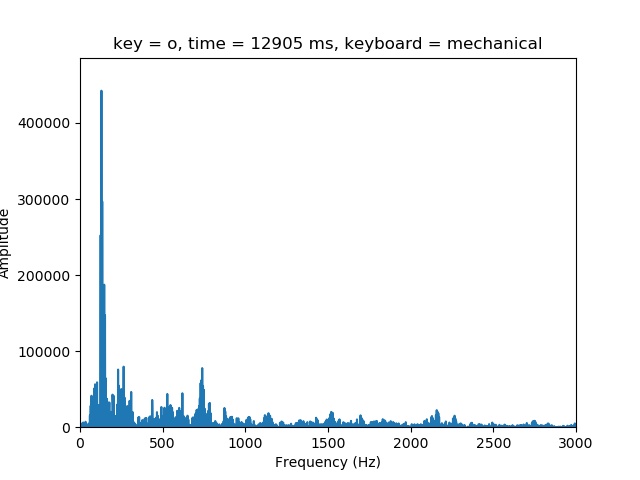 key = o, time = 12905 ms, keyboard = mechanical
Amplitude
400000
300000
200000
100000
0
0 500 1000 1500 2000 2500 3000
Frequency (Hz)